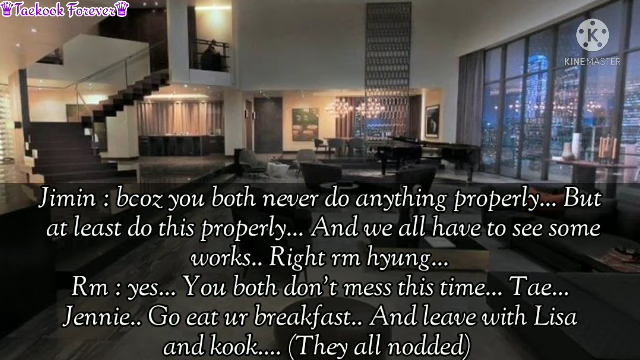 ♛Taekook Forever♛
KINEMASTER
Jimin : bcoz you both never do anything properly... But
at least do this properly... And we all have to see some
works.. Right rm hyung...
Rm : yes... You both don't mess this time... Tae...
Jennie.. Go eat ur breakfast.. And leave with Lisa
and kook.... (They all nodded)